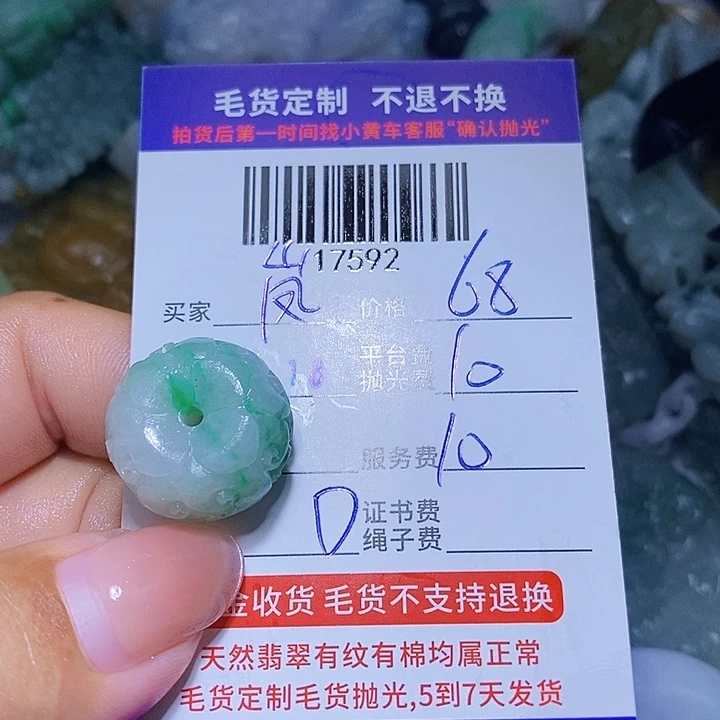 毛货定制 不退不换
拍货后第一时间找小黄车客服“确认抛光”
17592
买家 岚 价格 68
平台
抛光费 10
服务费 10
D 证书费
绳子费
金收货 毛货不支持退换
天然翡翠有纹有棉均属正常
毛货定制毛货抛光,5到7天发货